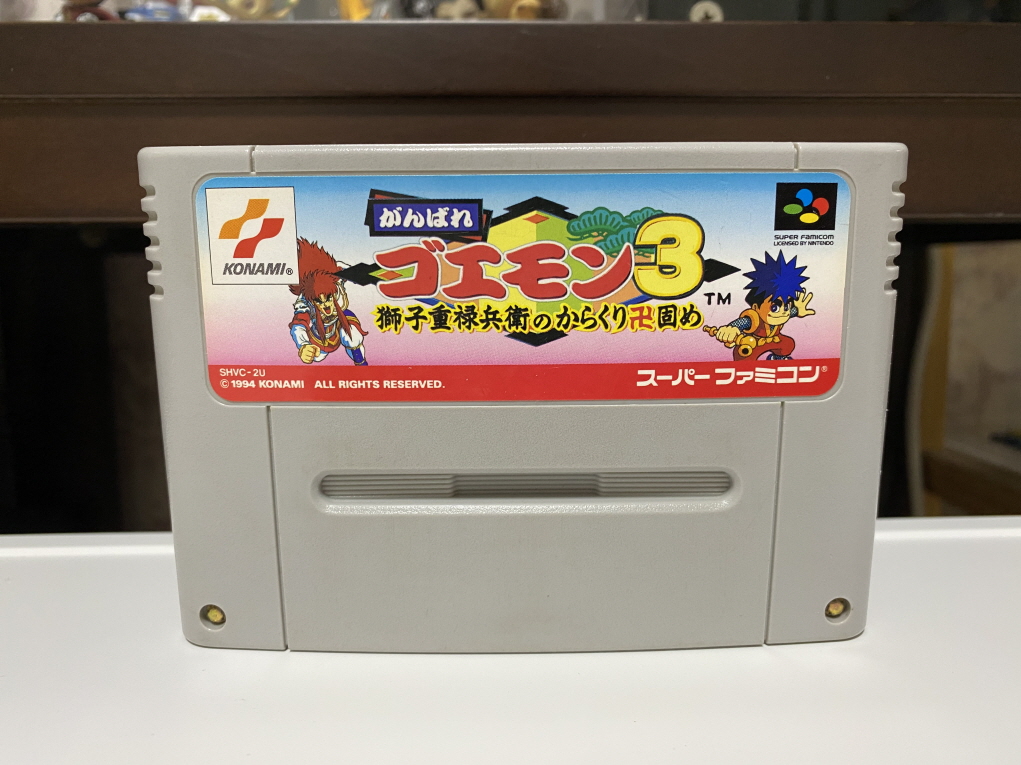 KONAMI®
がんばれ
ゴエモン3
TM
獅子重禄兵衛のからくり卍固め
SUPER FAMICOM
LICENSED BY NINTENDO
SHVC-2U
©1994 KONAMI ALL RIGHTS RESERVED.
スーパーファミコン®